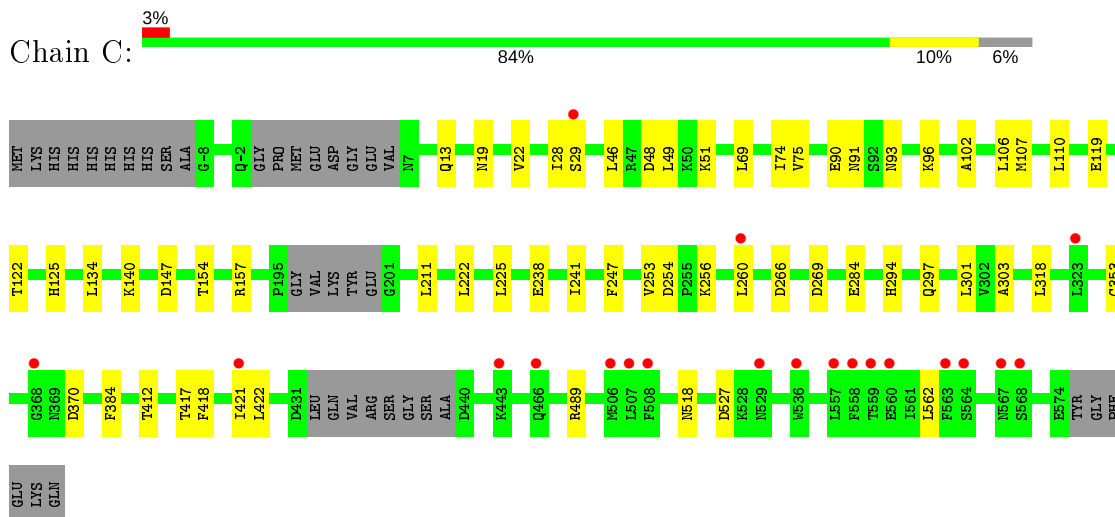 3%
Chain C:
84% 10% 6%
MET LYS HIS HIS HIS HIS HIS HIS SER ALA G-8 Q-2 GLY PRO MET GLU ASP GLY GLU VAL N7 Q13 N19 V22 I28 S29 L46 R47 D48 L49 K50 K51 L69 I74 V75 E90 N91 S92 N93 K96 A102 L106 M107 L110 E119
T122 H125 L134 K140 D147 T154 R157 P195 GLY VAL LYS TYR GLU G201 L211 L222 L225 E238 I241 F247 V253 D254 P255 K256 L260 D266 D269 E284 H294 Q297 L301 V302 A303 L318 L323 C353
G368 N369 D370 F384 T412 T417 F418 I421 L422 D431 LEU GLN VAL ARG SER GLY SER ALA D440 K443 Q466 R489 M506 L507 F508 N518 D527 K528 N529 W536 L557 F558 T559 E560 I561 L562 F563 S564 N567 S568 E574 TYR GLY PHE
GLU LYS GLN